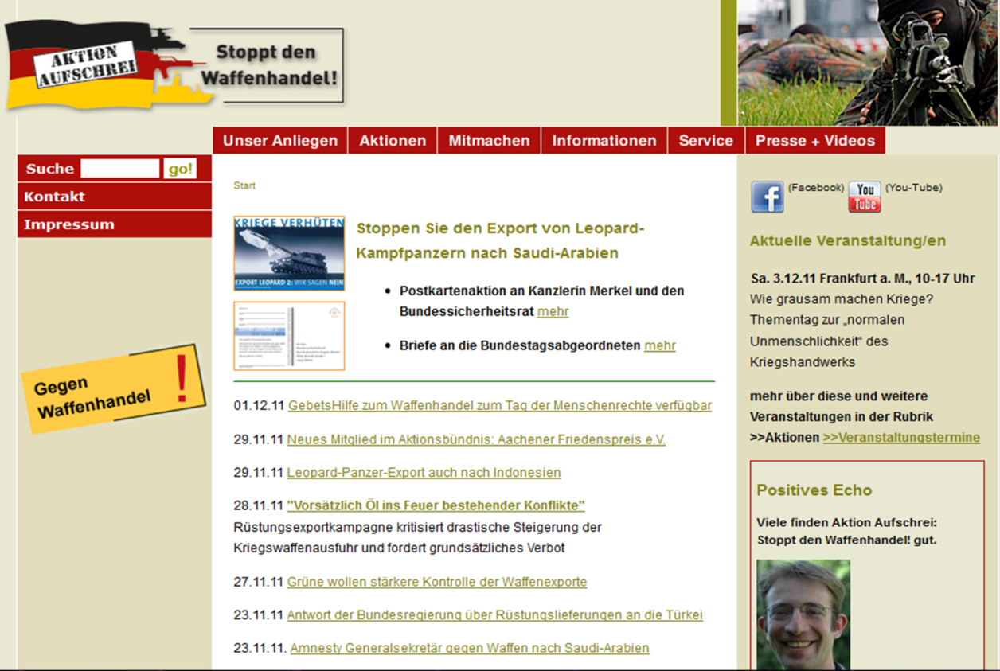 AKTION
AUFSCHREI
Stoppt den
Waffenhandel!
Unser Anliegen
Aktionen
Mitmachen
Informationen
Service
Presse + Videos
Suche go!
Kontakt
Impressum
Gegen
Waffenhandel !
Start
KRIEGE VERHÜTEN
EXPORT LEOPARD 2: WIR SAGEN NEIN
Stoppen Sie den Export von Leopard-
Kampfpanzern nach Saudi-Arabien
• Postkartenaktion an Kanzlerin Merkel und den
Bundessicherheitsrat mehr
• Briefe an die Bundestagsabgeordneten mehr
01.12.11 GebetsHilfe zum Waffenhandel zum Tag der Menschenrechte verfügbar
29.11.11 Neues Mitglied im Aktionsbündnis: Aachener Friedenspreis e.V.
29.11.11 Leopard-Panzer-Export auch nach Indonesien
28.11.11 "Vorsätzlich Öl ins Feuer bestehender Konflikte"
Rüstungsexportkampagne kritisiert drastische Steigerung der
Kriegswaffenausfuhr und fordert grundsätzliches Verbot
27.11.11 Grüne wollen stärkere Kontrolle der Waffenexporte
23.11.11 Antwort der Bundesregierung über Rüstungslieferungen an die Türkei
23.11.11. Amnesty Generalsekretär gegen Waffen nach Saudi-Arabien
f (Facebook) You Tube (You-Tube)
Aktuelle Veranstaltung/en
Sa. 3.12.11 Frankfurt a. M., 10-17 Uhr
Wie grausam machen Kriege?
Thementag zur „normalen
Unmenschlichkeit“ des
Kriegshandwerks
mehr über diese und weitere
Veranstaltungen in der Rubrik
>>Aktionen >>Veranstaltungstermine
Positives Echo
Viele finden Aktion Aufschrei:
Stoppt den Waffenhandel! gut.